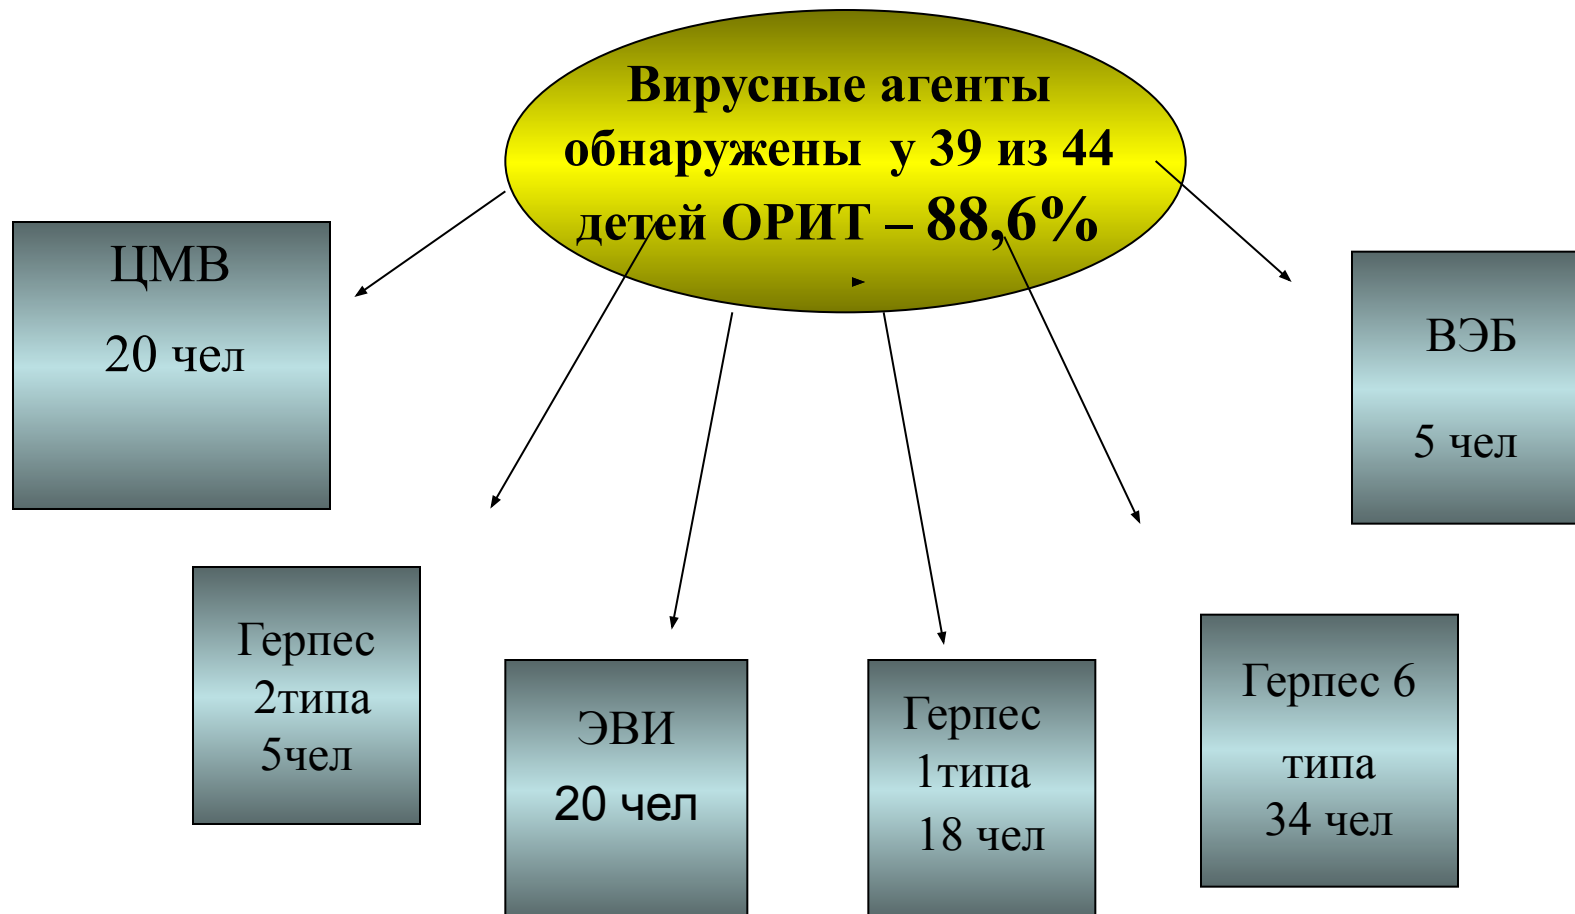 Вирусные агенты
обнаружены у 39 из 44
детей ОРИТ – 88,6%
ЦМВ
20 чел
Герпес
2типа
5чел
ЭВИ
20 чел
Герпес
1типа
18 чел
Герпес 6
типа
34 чел
ВЭБ
5 чел